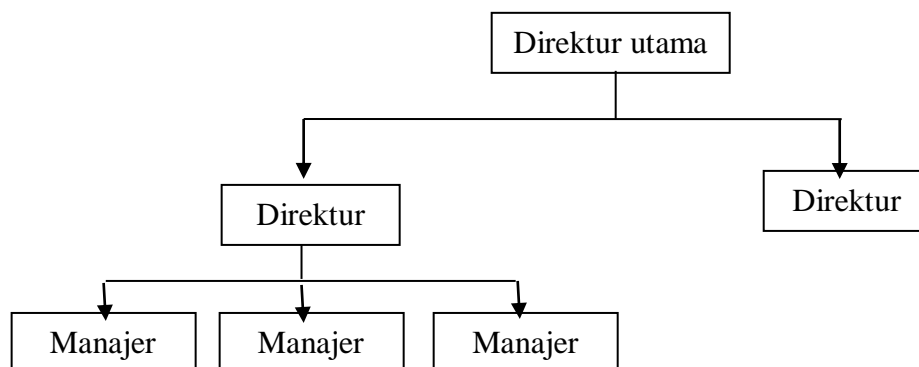 Direktur utama
Direktur
Direktur
Manajer
Manajer
Manajer